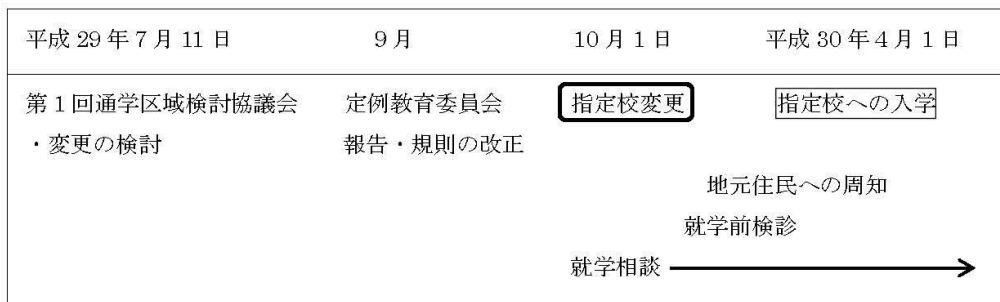 平成29年7月11日 9月 10月1日 平成30年4月1日
第1回通学区域検討協議会 定例教育委員会 指定校変更 指定校への入学
・変更の検討 報告・規則の改正
地元住民への周知
就学前検診
就学相談